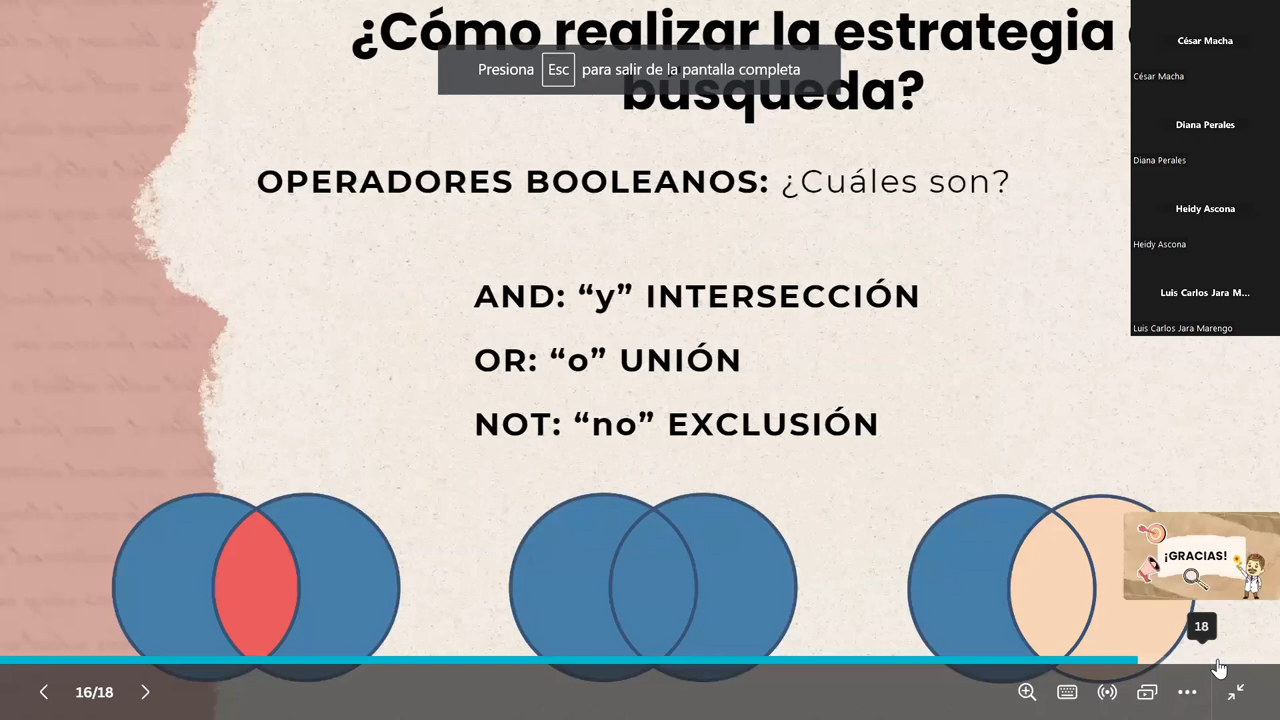 ¿Cómo realizar la estrategia
búsqueda?
Presiona Esc para salir de la pantalla completa
OPERADORES BOOLEANOS: ¿Cuáles son?
AND: “y” INTERSECCIÓN
OR: “o” UNIÓN
NOT: “no” EXCLUSIÓN
César Macha
César Macha
Diana Perales
Diana Perales
Heidy Ascona
Heidy Ascona
Luis Carlos Jara M...
Luis Carlos Jara Marengo
¡GRACIAS!
18
16/18